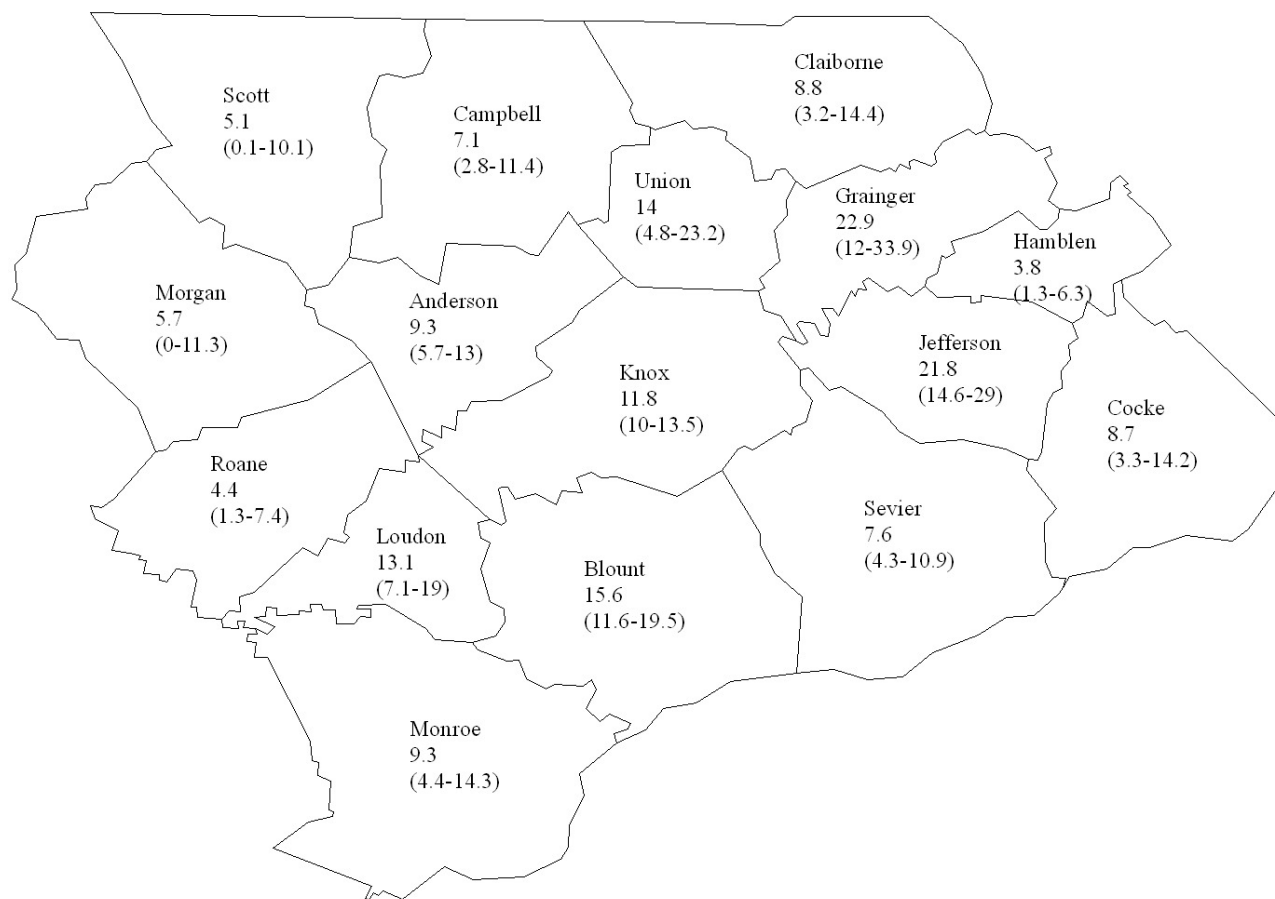 Claiborne
8.8
(3.2-14.4)
Scott
5.1
(0.1-10.1)
Campbell
7.1
(2.8-11.4)
Union
14
(4.8-23.2)
Grainger
22.9
(12-33.9)
Hamblen
3.8
(1.3-6.3)
Morgan
5.7
(0-11.3)
Anderson
9.3
(5.7-13)
Jefferson
21.8
(14.6-29)
Knox
11.8
(10-13.5)
Cocke
8.7
(3.3-14.2)
Roane
4.4
(1.3-7.4)
Sevier
7.6
(4.3-10.9)
Loudon
13.1
(7.1-19)
Blount
15.6
(11.6-19.5)
Monroe
9.3
(4.4-14.3)